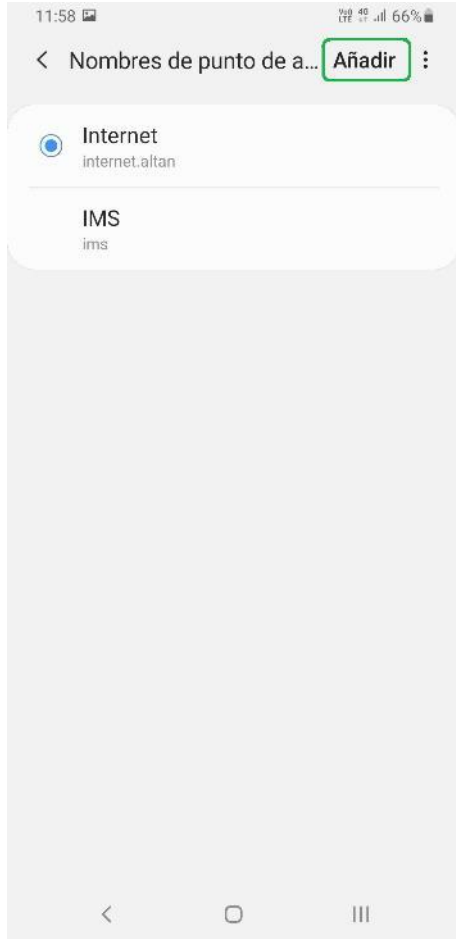 11:58 66%
Nombres de punto de a... Añadir
Internet
internet.altan
IMS
ims